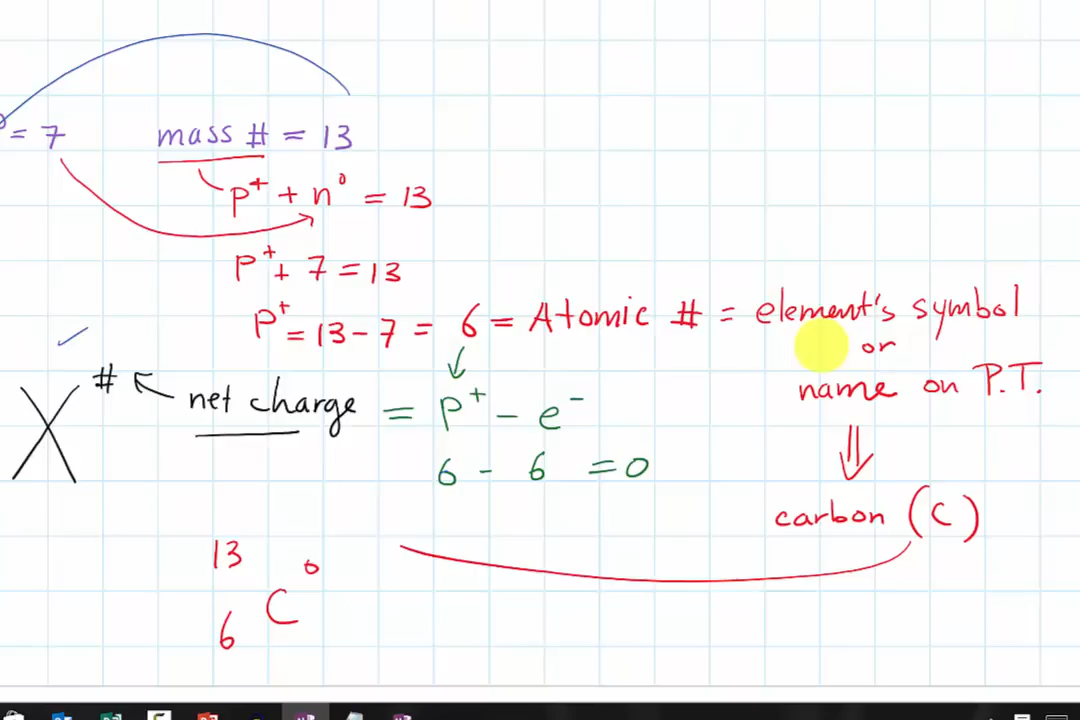 = 7 mass # = 13
p⁺ + n⁰ = 13
p⁺ + 7 = 13
p⁺ = 13 - 7 = 6 = Atomic # = element's symbol
or
name on P.T.
X # ← net charge = p⁺ - e⁻
6 - 6 = 0
⇓
carbon (C)
13 0
C
6